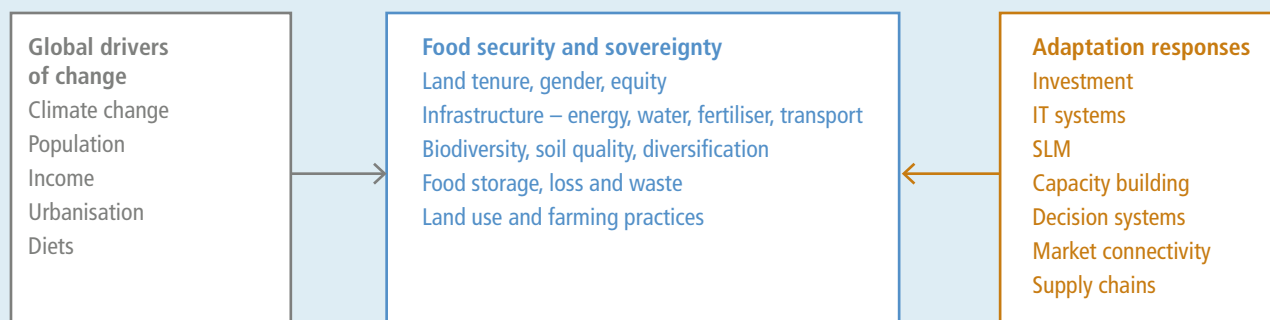 Global drivers
of change
Climate change
Population
Income
Urbanisation
Diets
Food security and sovereignty
Land tenure, gender, equity
Infrastructure – energy, water, fertiliser, transport
Biodiversity, soil quality, diversification
Food storage, loss and waste
Land use and farming practices
Adaptation responses
Investment
IT systems
SLM
Capacity building
Decision systems
Market connectivity
Supply chains